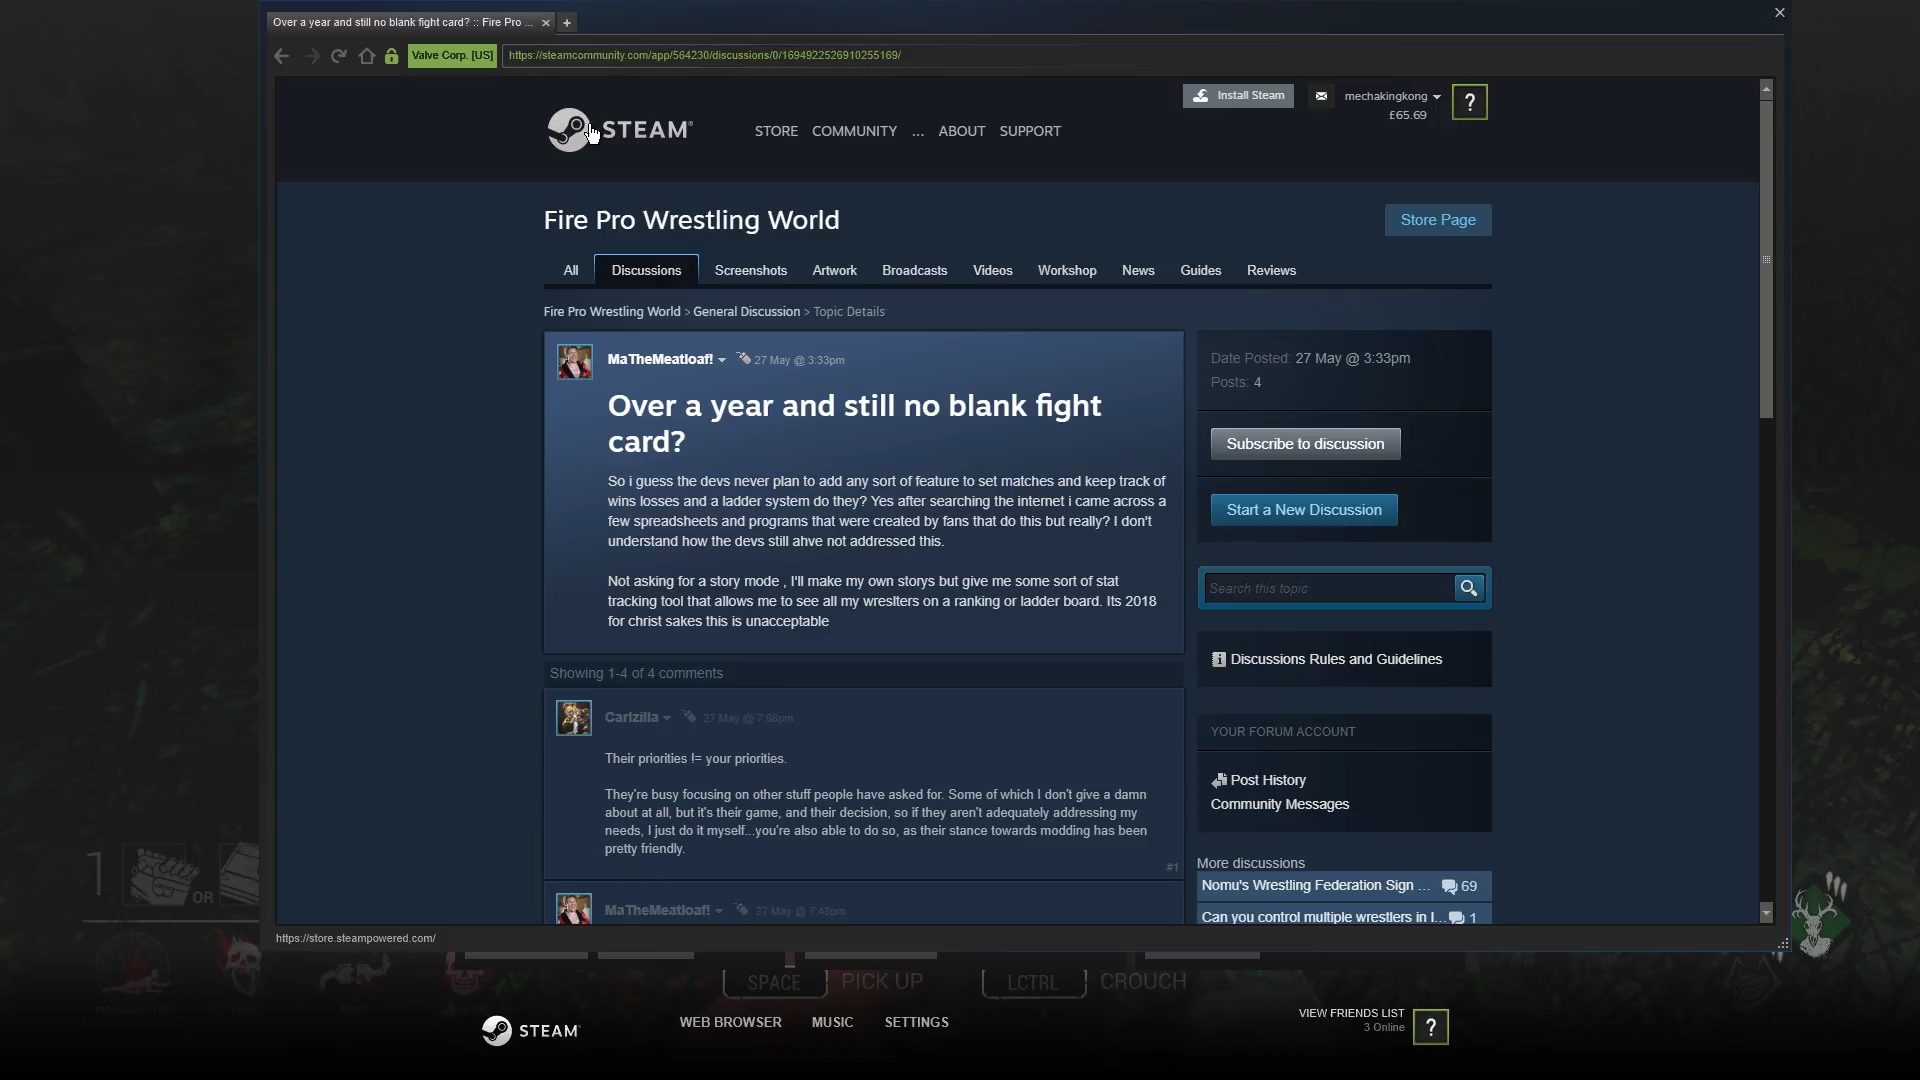 Over a year and still no blank fight card? :: Fire Pro ...
Valve Corp. [US]
https://steamcommunity.com/app/564230/discussions/0/1694922526910255169/
Install Steam
mechakingkong
£65.69
?
STEAM®
STORE COMMUNITY ... ABOUT SUPPORT
Fire Pro Wrestling World
Store Page
All Discussions Screenshots Artwork Broadcasts Videos Workshop News Guides Reviews
Fire Pro Wrestling World > General Discussion > Topic Details
MaTheMeatloaf! 27 May @ 3:33pm
Over a year and still no blank fight
card?
So i guess the devs never plan to add any sort of feature to set matches and keep track of
wins losses and a ladder system do they? Yes after searching the internet i came across a
few spreadsheets and programs that were created by fans that do this but really? I don't
understand how the devs still ahve not addressed this.
Not asking for a story mode , I'll make my own storys but give me some sort of stat
tracking tool that allows me to see all my wreslters on a ranking or ladder board. Its 2018
for christ sakes this is unacceptable
Date Posted: 27 May @ 3:33pm
Posts: 4
Subscribe to discussion
Start a New Discussion
Search this topic
Discussions Rules and Guidelines
YOUR FORUM ACCOUNT
Post History
Community Messages
More discussions
Nomu's Wrestling Federation Sign ... 69
Can you control multiple wrestlers in I... 1
Showing 1-4 of 4 comments
Carlzilla 27 May @ 7:08pm
Their priorities != your priorities.
They're busy focusing on other stuff people have asked for. Some of which I don't give a damn
about at all, but it's their game, and their decision, so if they aren't adequately addressing my
needs, I just do it myself...you're also able to do so, as their stance towards modding has been
pretty friendly.
#1
MaTheMeatloaf! 27 May @ 7:48pm
https://store.steampowered.com/
1
OR
SPACE PICK UP LCTRL CROUCH
STEAM
WEB BROWSER MUSIC SETTINGS
VIEW FRIENDS LIST
3 Online
?